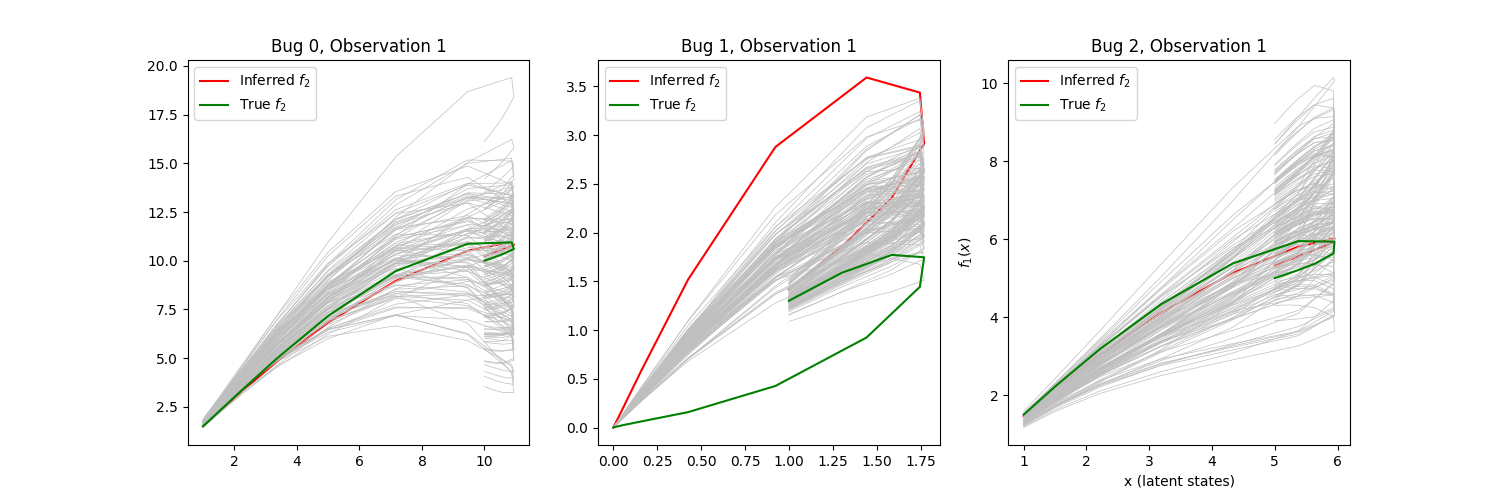 Bug 0, Observation 1
Inferred f₂
True f₂
20.0
17.5
15.0
12.5
10.0
7.5
5.0
2.5
2 4 6 8 10
Bug 1, Observation 1
Inferred f₂
True f₂
3.5
3.0
2.5
2.0
1.5
1.0
0.5
0.0
0.00 0.25 0.50 0.75 1.00 1.25 1.50 1.75
Bug 2, Observation 1
Inferred f₂
True f₂
f₁(x)
10
8
6
4
2
1 2 3 4 5 6
x (latent states)